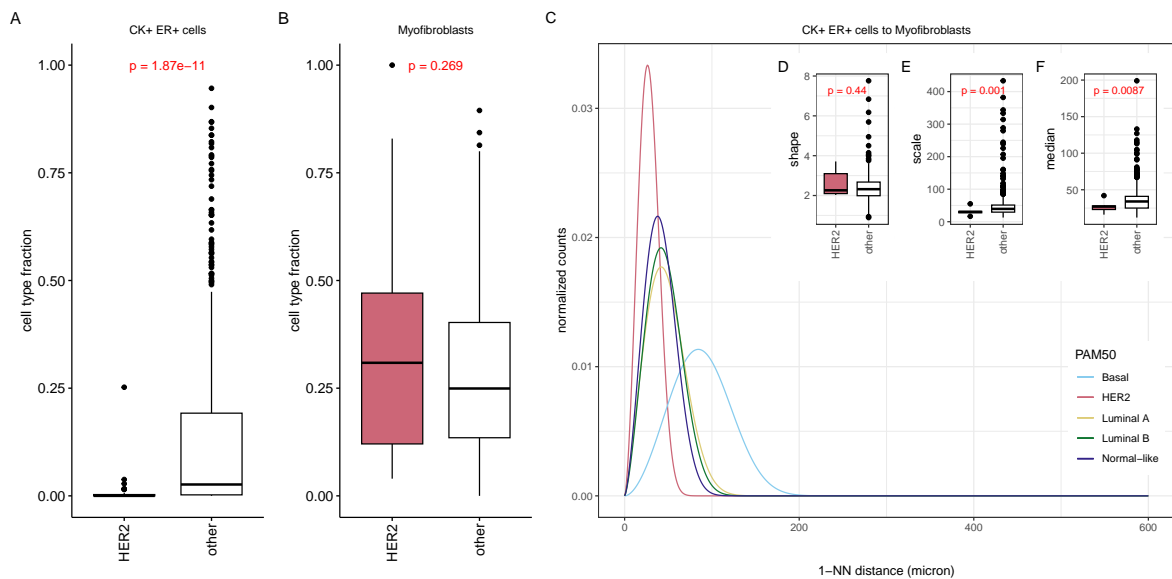 A
CK+ ER+ cells
p = 1.87e−11
cell type fraction
1.00
0.75
0.50
0.25
0.00
HER2
other
B
Myofibroblasts
p = 0.269
cell type fraction
1.00
0.75
0.50
0.25
0.00
HER2
other
C
CK+ ER+ cells to Myofibroblasts
normalized counts
0.03
0.02
0.01
0.00
0
200
400
600
1−NN distance (micron)
D
p = 0.44
shape
8
6
4
2
HER2
other
E
p = 0.001
scale
400
300
200
100
0
HER2
other
F
p = 0.0087
median
200
150
100
50
HER2
other
PAM50
Basal
HER2
Luminal A
Luminal B
Normal−like